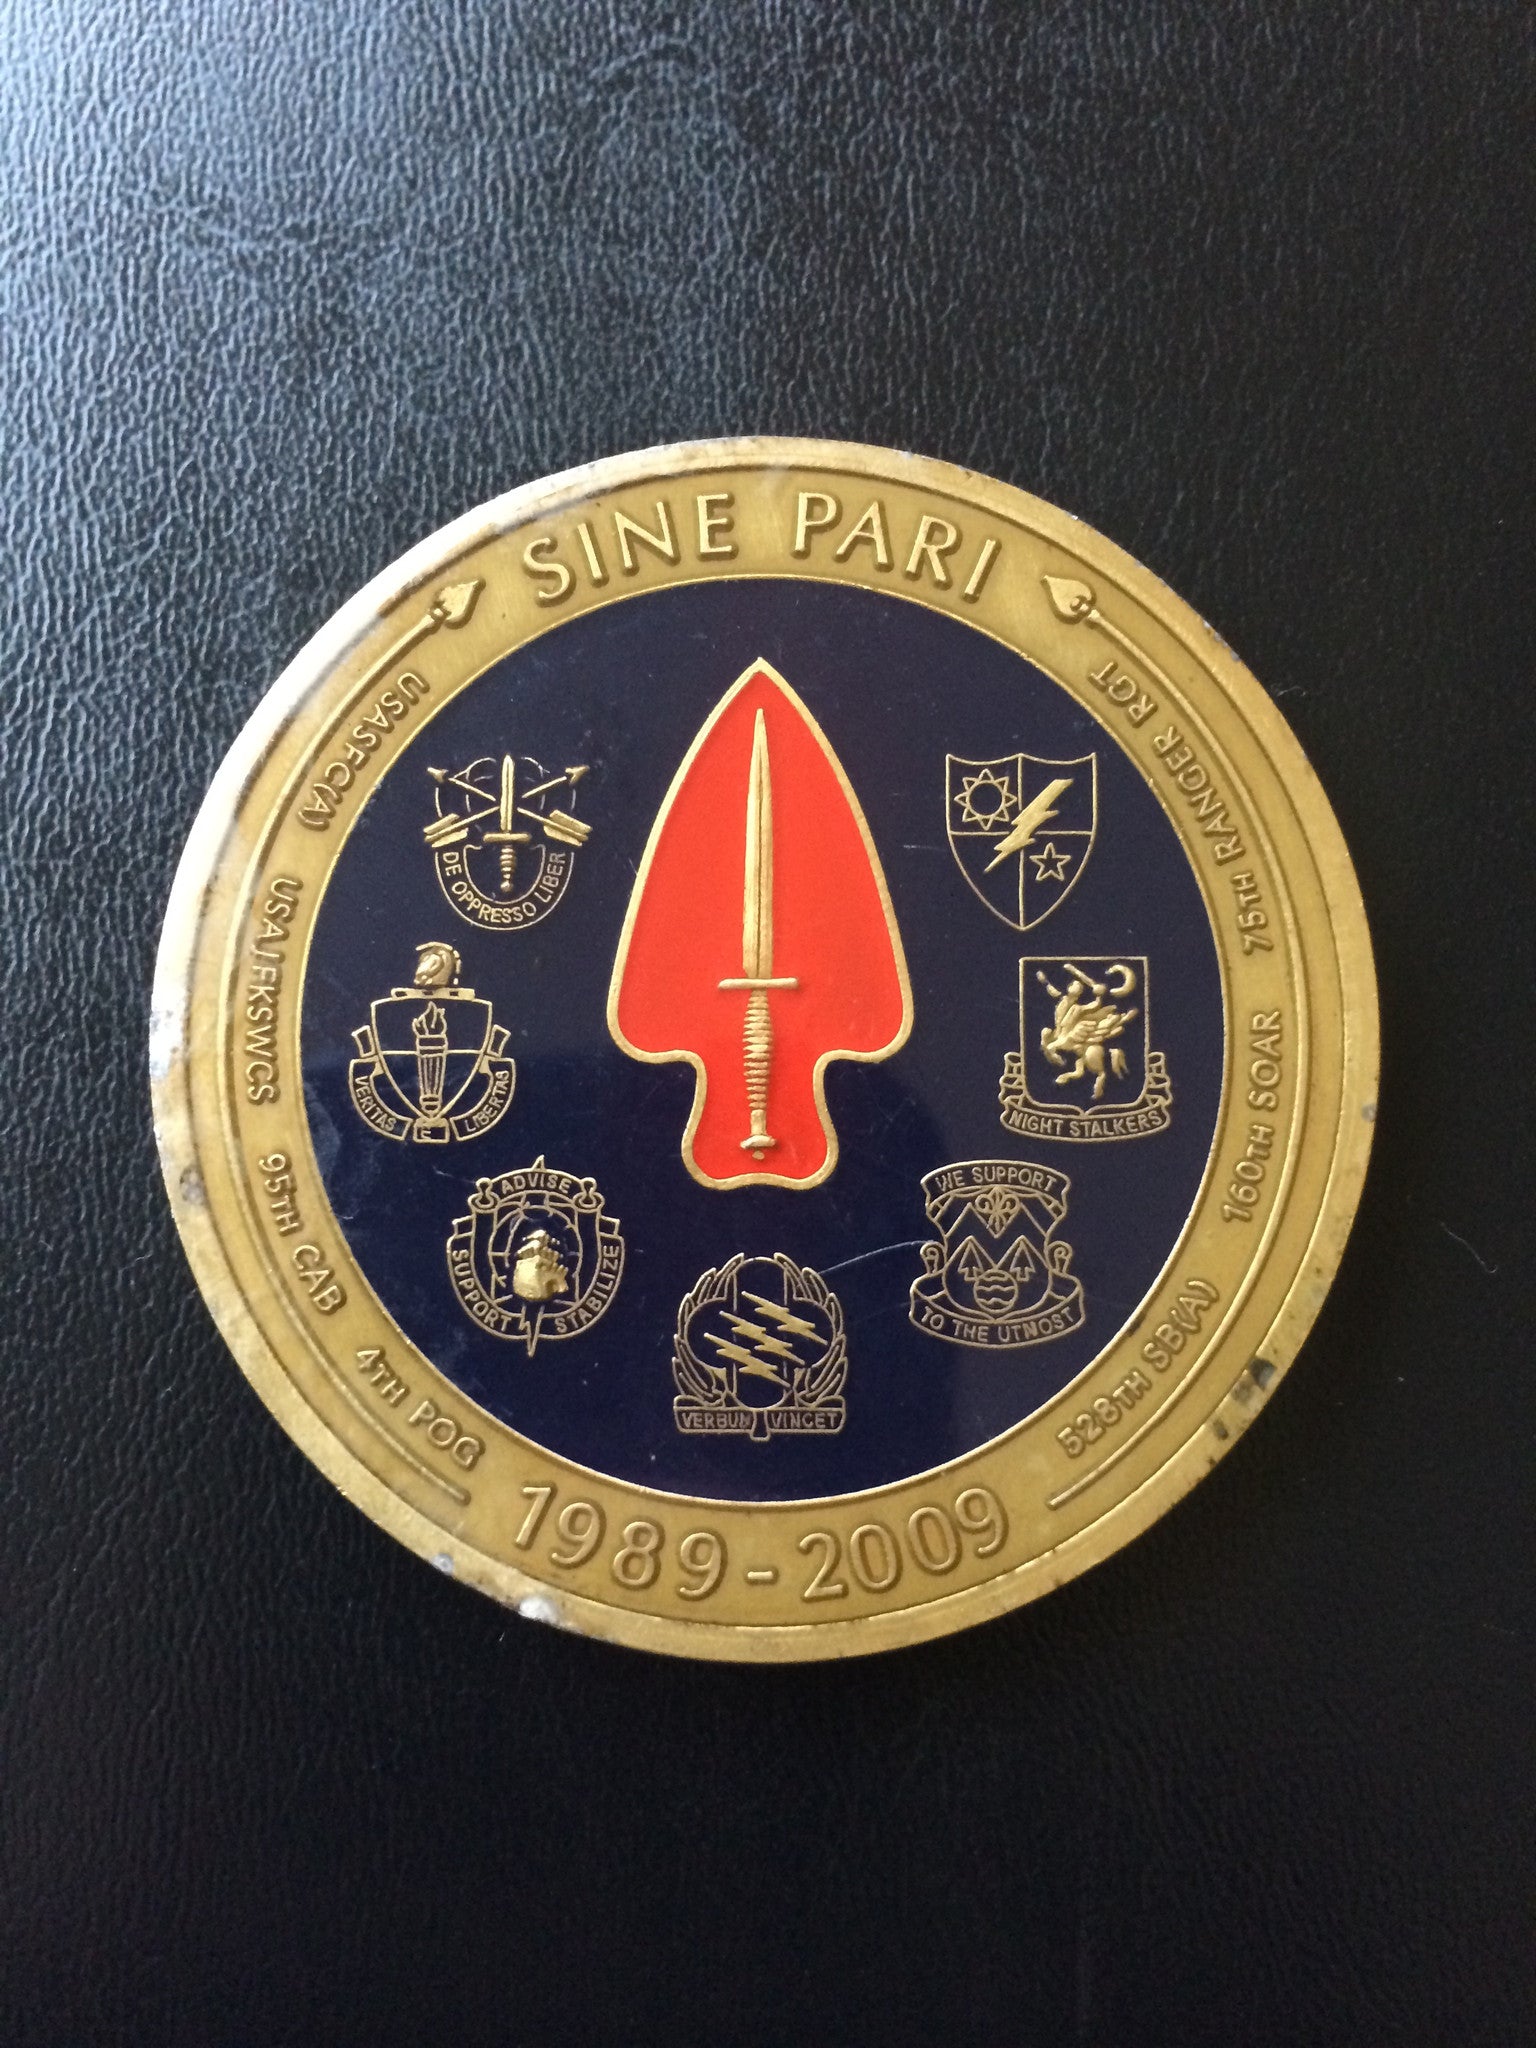 SINE PARI
USASFC(A)
USAJFKSWCS
95TH CAB
4TH POG
1989 - 2009
528TH SB(A)
160TH SOAR
75TH RANGER RGT
DE OPPRESSO LIBER
VERITAS LIBERTAS
ADVISE
SUPPORT STABILIZE
VERBUM VINCET
WE SUPPORT
TO THE UTMOST
NIGHT STALKERS